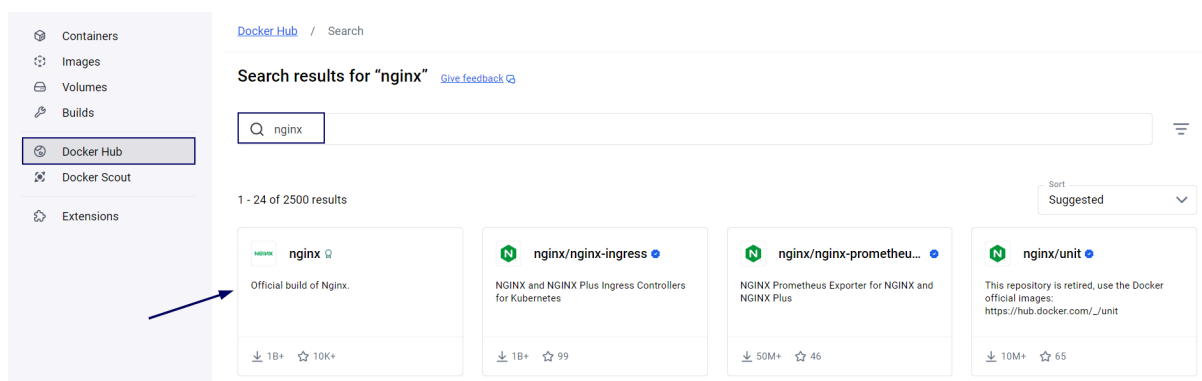 Containers
Images
Volumes
Builds
Docker Hub
Docker Scout
Extensions
Docker Hub / Search
Search results for “nginx” Give feedback
nginx
1 - 24 of 2500 results
Sort
Suggested
NGINX nginx
Official build of Nginx.
1B+ 10K+
nginx/nginx-ingress
NGINX and NGINX Plus Ingress Controllers
for Kubernetes
1B+ 99
nginx/nginx-prometheu...
NGINX Prometheus Exporter for NGINX and
NGINX Plus
50M+ 46
nginx/unit
This repository is retired, use the Docker
official images:
https://hub.docker.com/_/unit
10M+ 65